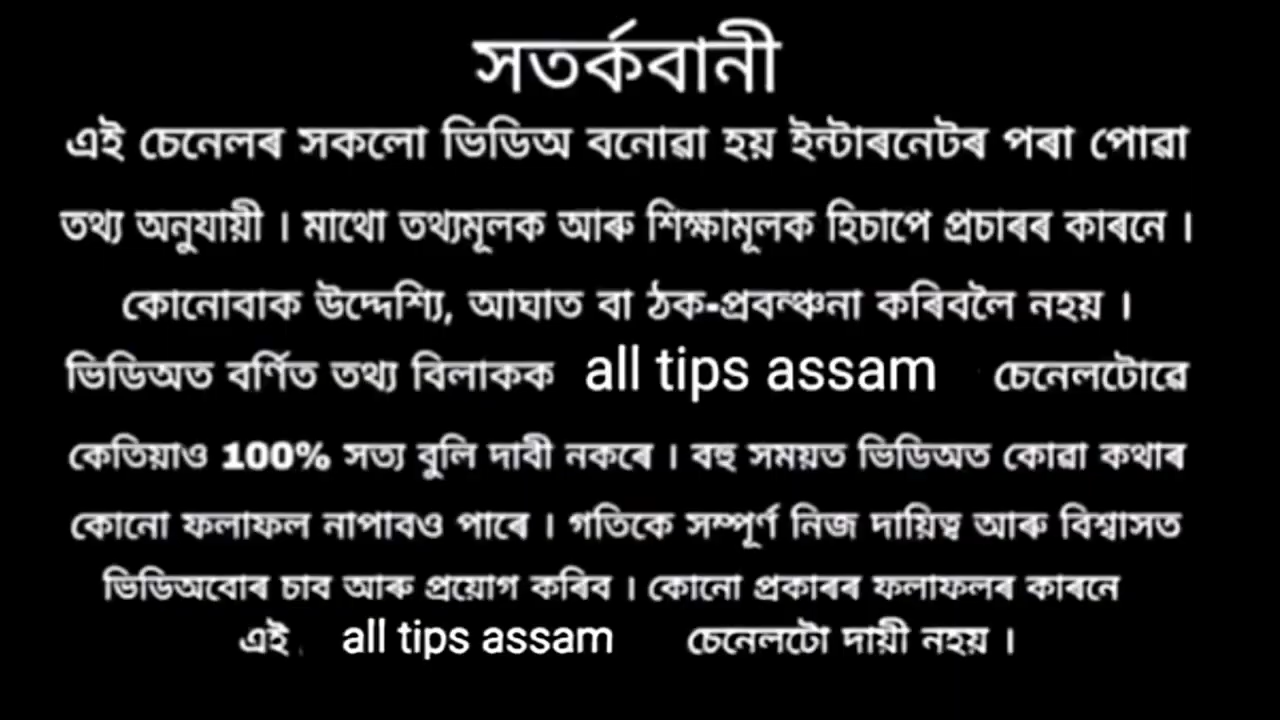 সতৰ্কবানী
এই চেনেলৰ সকলো ভিডিঅ বনোৱা হয় ইন্টাৰনেটৰ পৰা পোৱা
তথ্য অনুযায়ী । মাথো তথ্যমূলক আৰু শিক্ষামূলক হিচাপে প্ৰচাৰৰ কাৰনে ।
কোনোবাক উদ্দেশ্যি, আঘাত বা ঠক-প্ৰবঞ্চনা কৰিবলৈ নহয় ।
ভিডিঅত বৰ্ণিত তথ্য বিলাকক all tips assam চেনেলটোৱে
কেতিয়াও 100% সত্য বুলি দাবী নকৰে । বহু সময়ত ভিডিঅত কোৱা কথাৰ
কোনো ফলাফল নাপাবও পাৰে । গতিকে সম্পূৰ্ণ নিজ দায়িত্ব আৰু বিশ্বাসত
ভিডিঅবোৰ চাব আৰু প্ৰয়োগ কৰিব । কোনো প্ৰকাৰৰ ফলাফলৰ কাৰনে
এই all tips assam চেনেলটো দায়ী নহয় ।